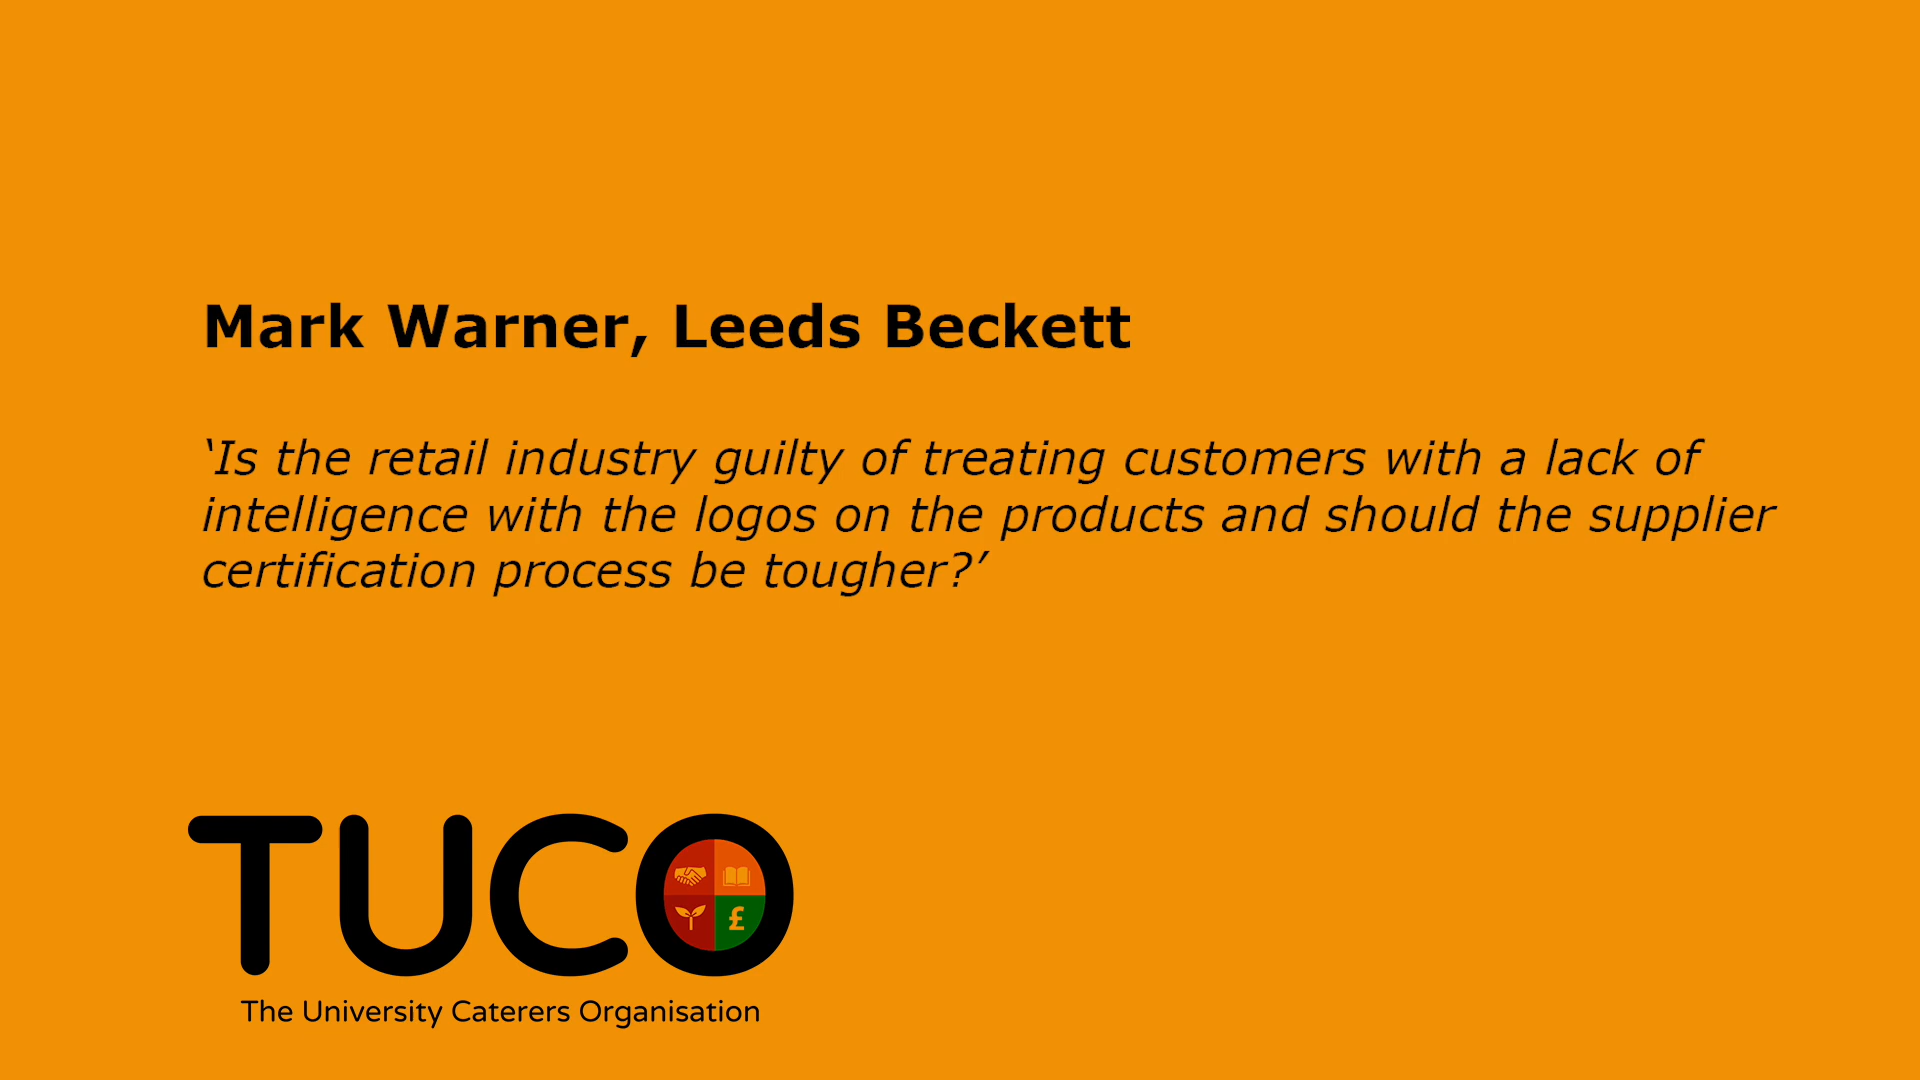 Mark Warner, Leeds Beckett
‘Is the retail industry guilty of treating customers with a lack of
intelligence with the logos on the products and should the supplier
certification process be tougher?’
TUCO
£
The University Caterers Organisation